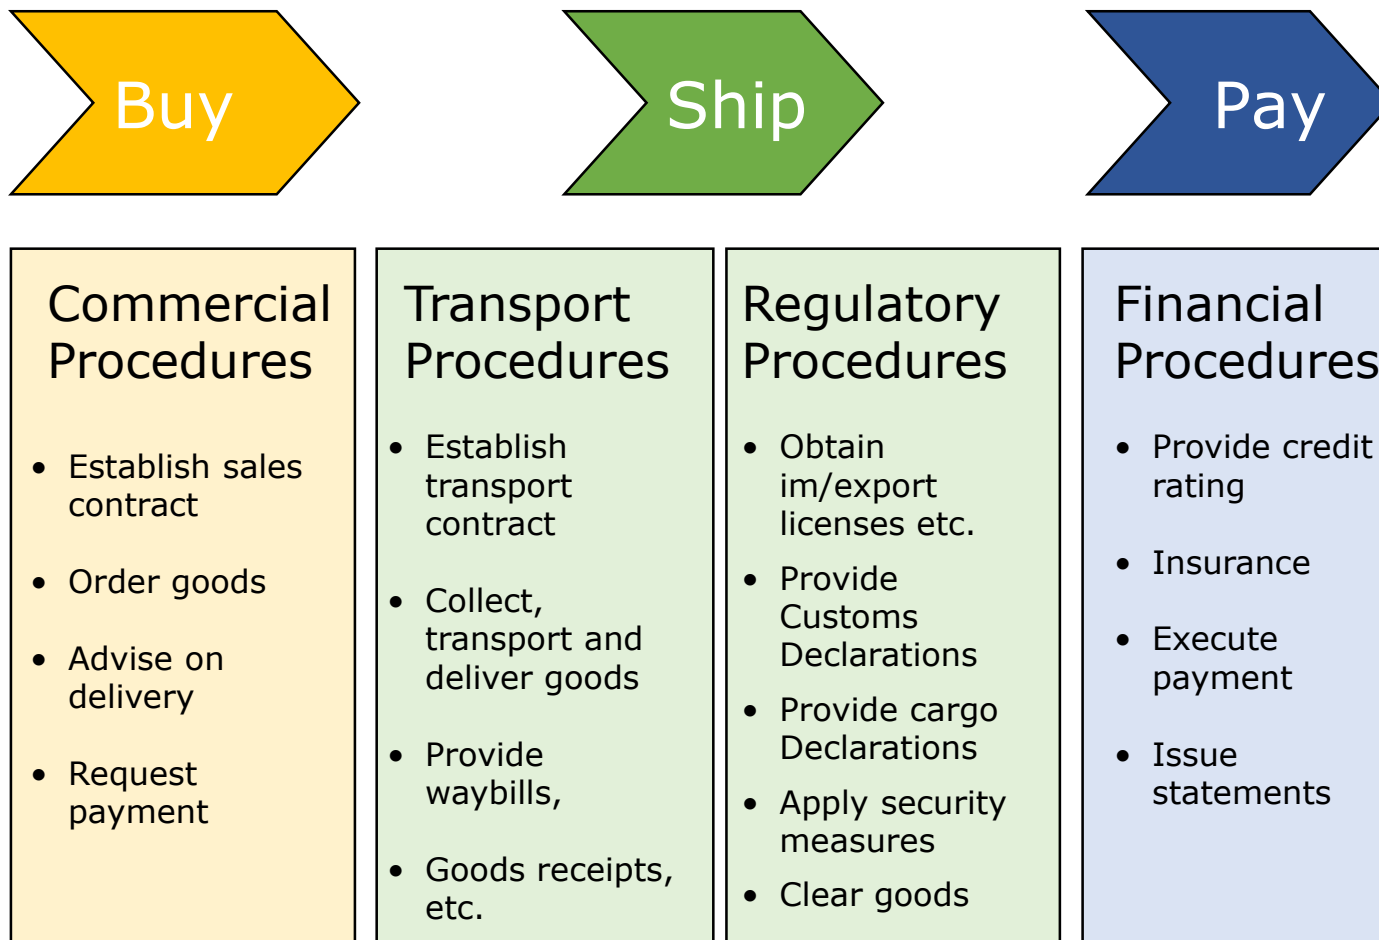 Buy
Ship
Pay
Commercial
Procedures
• Establish sales
contract
• Order goods
• Advise on
delivery
• Request
payment
Transport
Procedures
• Establish
transport
contract
• Collect,
transport and
deliver goods
• Provide
waybills,
• Goods receipts,
etc.
Regulatory
Procedures
• Obtain
im/export
licenses etc.
• Provide
Customs
Declarations
• Provide cargo
Declarations
• Apply security
measures
• Clear goods
Financial
Procedures
• Provide credit
rating
• Insurance
• Execute
payment
• Issue
statements